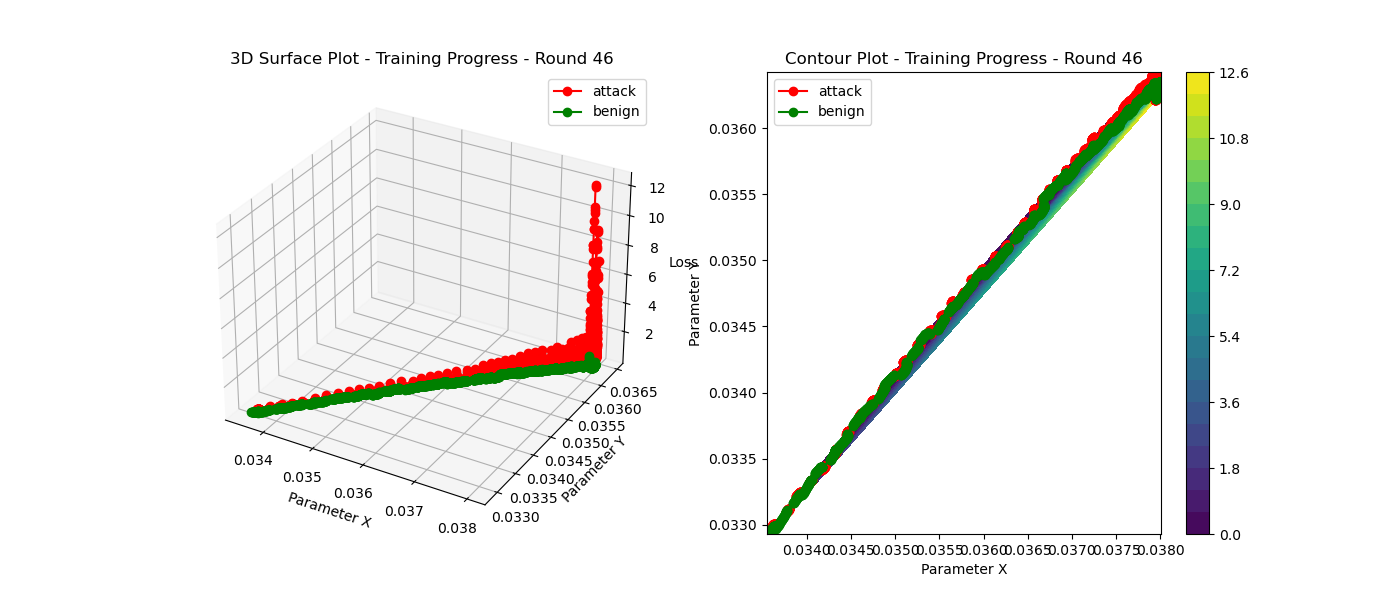 3D Surface Plot - Training Progress - Round 46
attack
benign
12
10
8
6
4
2
Loss
0.0365
0.0360
0.0355
0.0350
0.0345
0.0340
0.0335
0.0330
Parameter Y
0.034
0.035
0.036
0.037
0.038
Parameter X
Contour Plot - Training Progress - Round 46
attack
benign
Parameter Y
0.0360
0.0355
0.0350
0.0345
0.0340
0.0335
0.0330
0.0340 0.0345 0.0350 0.0355 0.0360 0.0365 0.0370 0.0375 0.0380
Parameter X
12.6
10.8
9.0
7.2
5.4
3.6
1.8
0.0